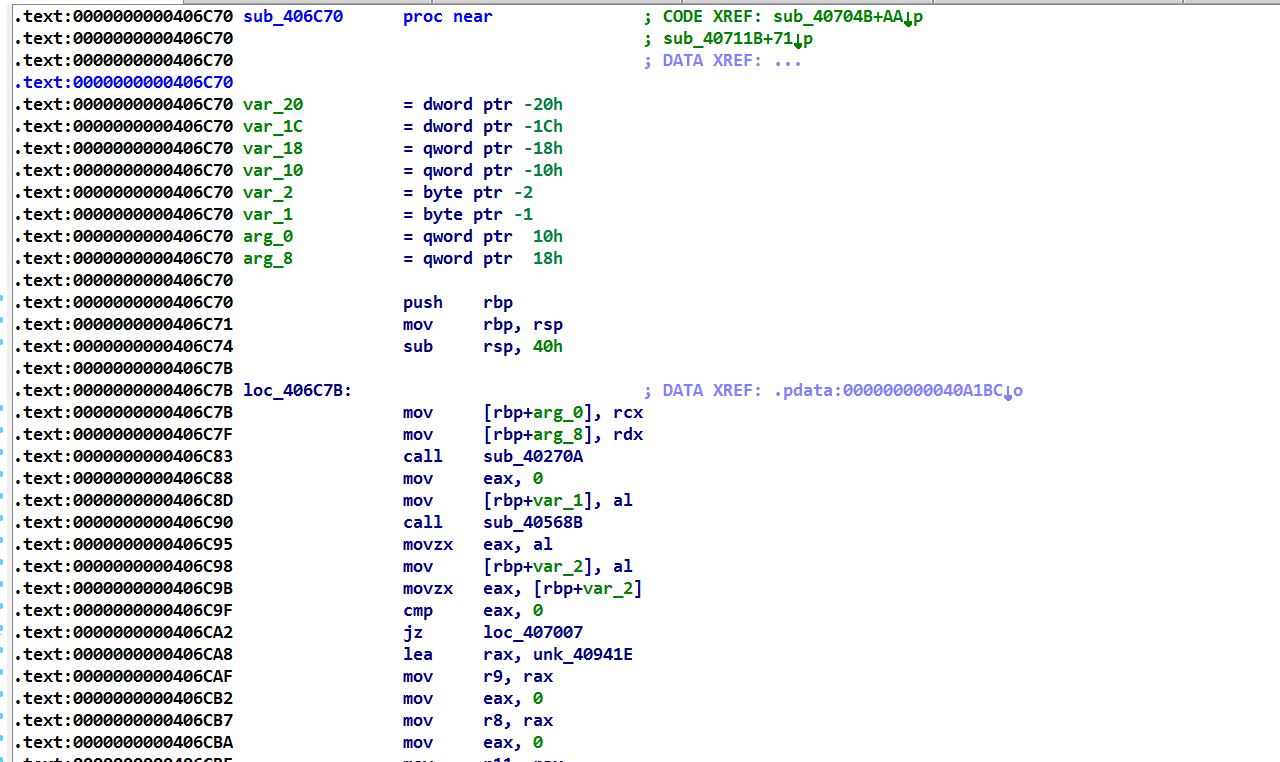 .text:0000000000406C70 sub_406C70      proc near               ; CODE XREF: sub_40704B+AA↓p
.text:0000000000406C70                                         ; sub_40711B+71↓p
.text:0000000000406C70                                         ; DATA XREF: ...
.text:0000000000406C70
.text:0000000000406C70 var_20          = dword ptr -20h
.text:0000000000406C70 var_1C          = dword ptr -1Ch
.text:0000000000406C70 var_18          = qword ptr -18h
.text:0000000000406C70 var_10          = qword ptr -10h
.text:0000000000406C70 var_2           = byte ptr -2
.text:0000000000406C70 var_1           = byte ptr -1
.text:0000000000406C70 arg_0           = qword ptr  10h
.text:0000000000406C70 arg_8           = qword ptr  18h
.text:0000000000406C70
.text:0000000000406C70                 push    rbp
.text:0000000000406C71                 mov     rbp, rsp
.text:0000000000406C74                 sub     rsp, 40h
.text:0000000000406C7B
.text:0000000000406C7B loc_406C7B:                             ; DATA XREF: .pdata:000000000040A1BC↓o
.text:0000000000406C7B                 mov     [rbp+arg_0], rcx
.text:0000000000406C7F                 mov     [rbp+arg_8], rdx
.text:0000000000406C83                 call    sub_40270A
.text:0000000000406C88                 mov     eax, 0
.text:0000000000406C8D                 mov     [rbp+var_1], al
.text:0000000000406C90                 call    sub_40568B
.text:0000000000406C95                 movzx   eax, al
.text:0000000000406C98                 mov     [rbp+var_2], al
.text:0000000000406C9B                 movzx   eax, [rbp+var_2]
.text:0000000000406C9F                 cmp     eax, 0
.text:0000000000406CA2                 jz      loc_407007
.text:0000000000406CA8                 lea     rax, unk_40941E
.text:0000000000406CAF                 mov     r9, rax
.text:0000000000406CB2                 mov     eax, 0
.text:0000000000406CB7                 mov     r8, rax
.text:0000000000406CBA                 mov     eax, 0